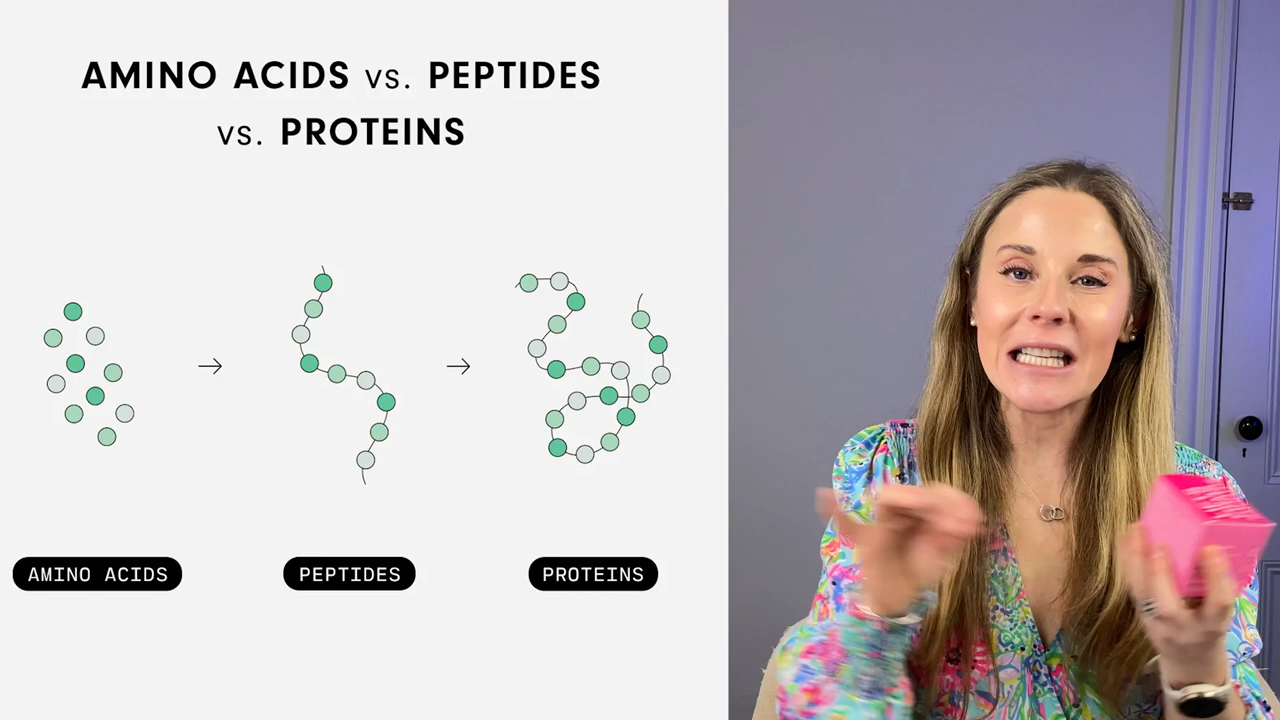 AMINO ACIDS vs. PEPTIDES
vs. PROTEINS
AMINO ACIDS
PEPTIDES
PROTEINS